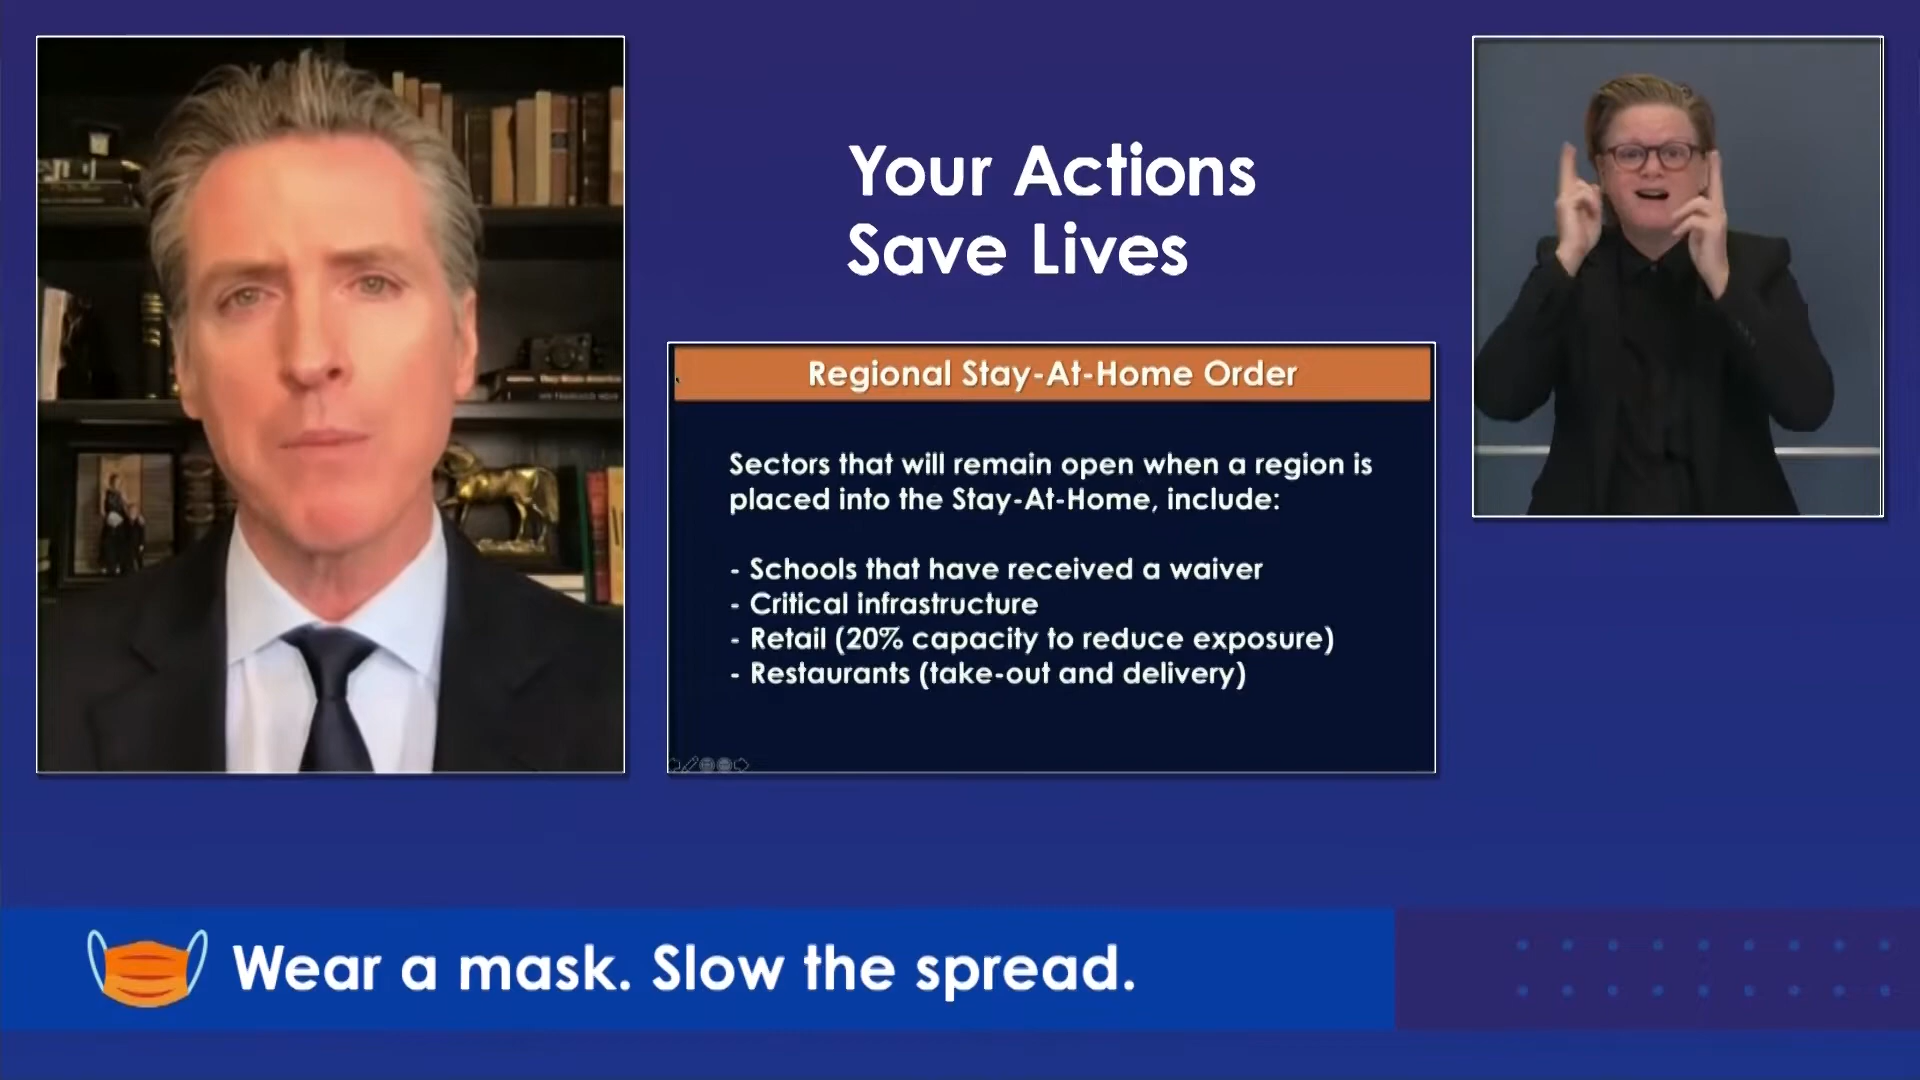 Your Actions
Save Lives
Regional Stay-At-Home Order
Sectors that will remain open when a region is
placed into the Stay-At-Home, include:
- Schools that have received a waiver
- Critical infrastructure
- Retail (20% capacity to reduce exposure)
- Restaurants (take-out and delivery)
Wear a mask. Slow the spread.